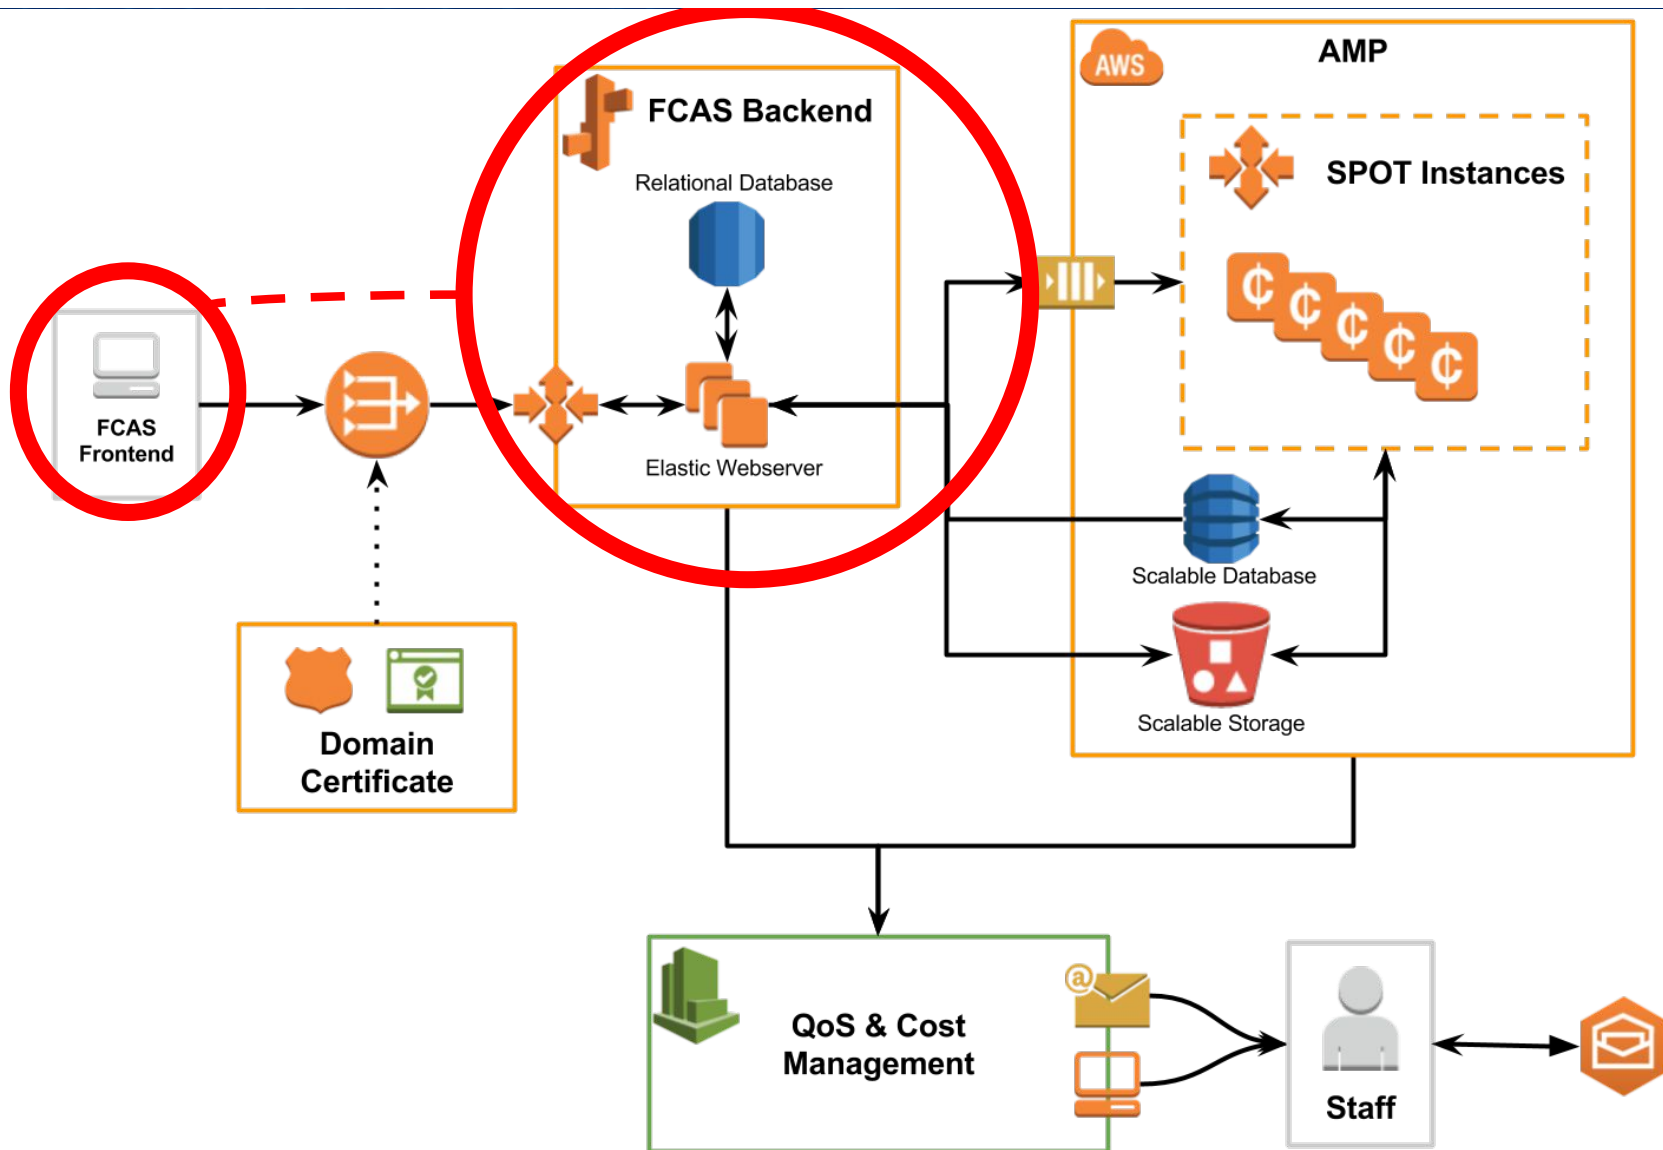 AWS
AMP
FCAS Backend
Relational Database
SPOT Instances
¢
¢
¢
¢
¢
FCAS
Frontend
Elastic Webserver
Scalable Database
Scalable Storage
Domain
Certificate
@
QoS & Cost
Management
Staff